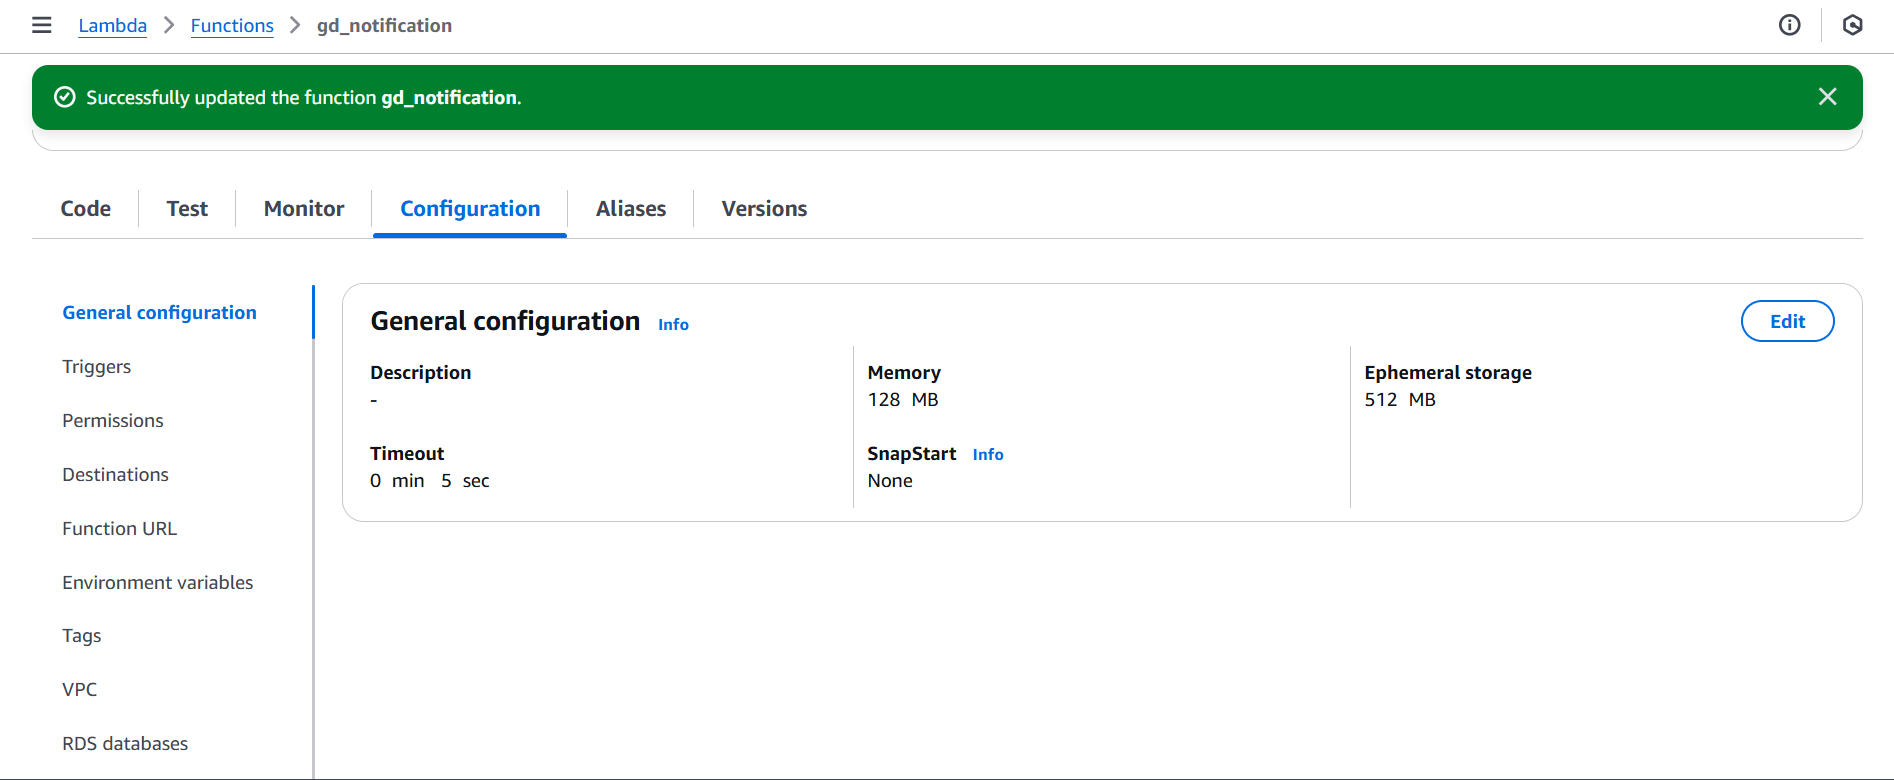 Lambda > Functions > gd_notification
Successfully updated the function gd_notification.
Code Test Monitor Configuration Aliases Versions
General configuration
Triggers
Permissions
Destinations
Function URL
Environment variables
Tags
VPC
RDS databases
General configuration Info
Edit
Description
-
Timeout
0 min 5 sec
Memory
128 MB
SnapStart Info
None
Ephemeral storage
512 MB